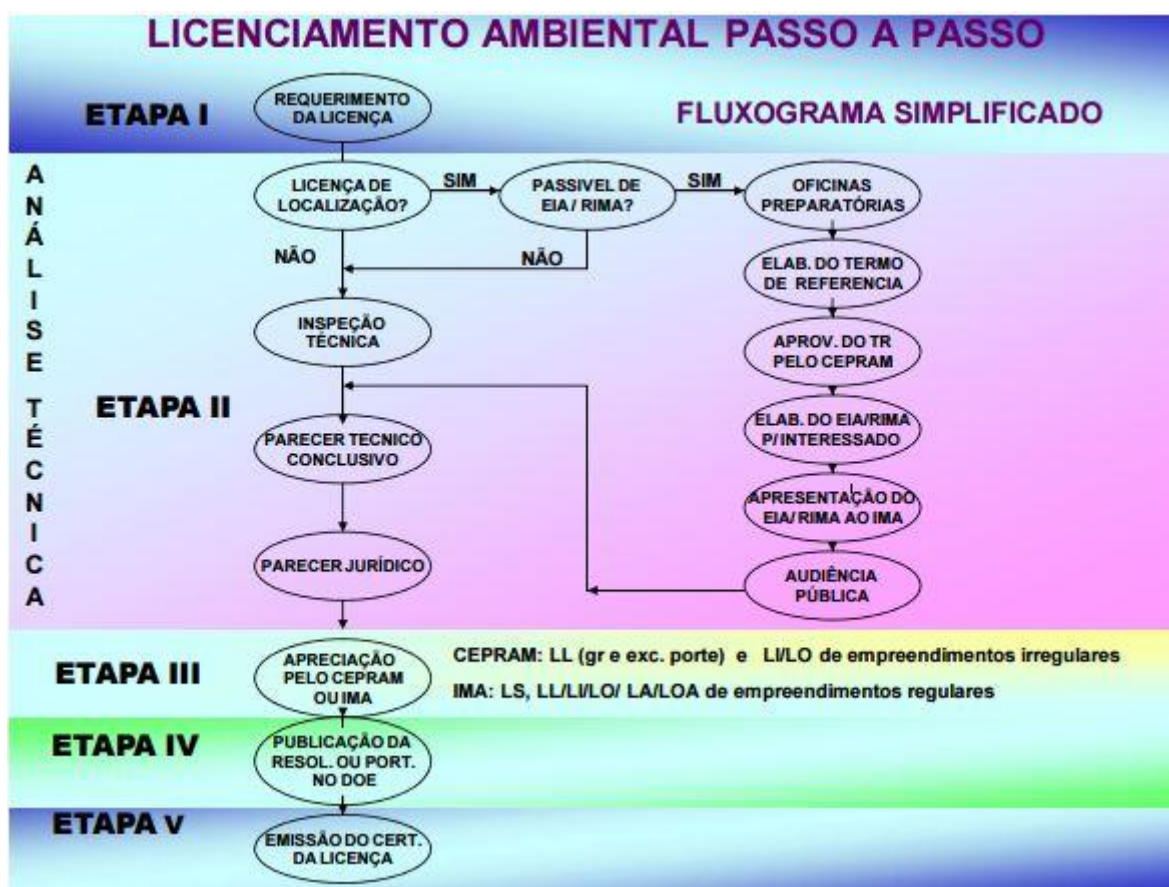 LICENCIAMENTO AMBIENTAL PASSO A PASSO
ETAPA I
REQUERIMENTO
DA LICENÇA
FLUXOGRAMA SIMPLIFICADO
ANÁLISE TÉCNICA
LICENÇA DE
LOCALIZAÇÃO?
SIM
PASSIVEL DE
EIA / RIMA?
SIM
OFICINAS
PREPARATÓRIAS
NÃO
NÃO
ELAB. DO TERMO
DE REFERENCIA
INSPEÇÃO
TÉCNICA
APROV. DO TR
PELO CEPRAM
ETAPA II
ELAB. DO EIA/RIMA
P/ INTERESSADO
PARECER TECNICO
CONCLUSIVO
APRESENTAÇÃO DO
EIA/ RIMA AO IMA
PARECER JURÍDICO
AUDIÊNCIA
PÚBLICA
ETAPA III
APRECIAÇÃO
PELO CEPRAM
OU IMA
CEPRAM: LL (gr e exc. porte) e LI/LO de empreendimentos irregulares
IMA: LS, LL/LI/LO/ LA/LOA de empreendimentos regulares
ETAPA IV
PUBLICAÇÃO DA
RESOL. OU PORT.
NO DOE
ETAPA V
EMISSÃO DO CERT.
DA LICENÇA